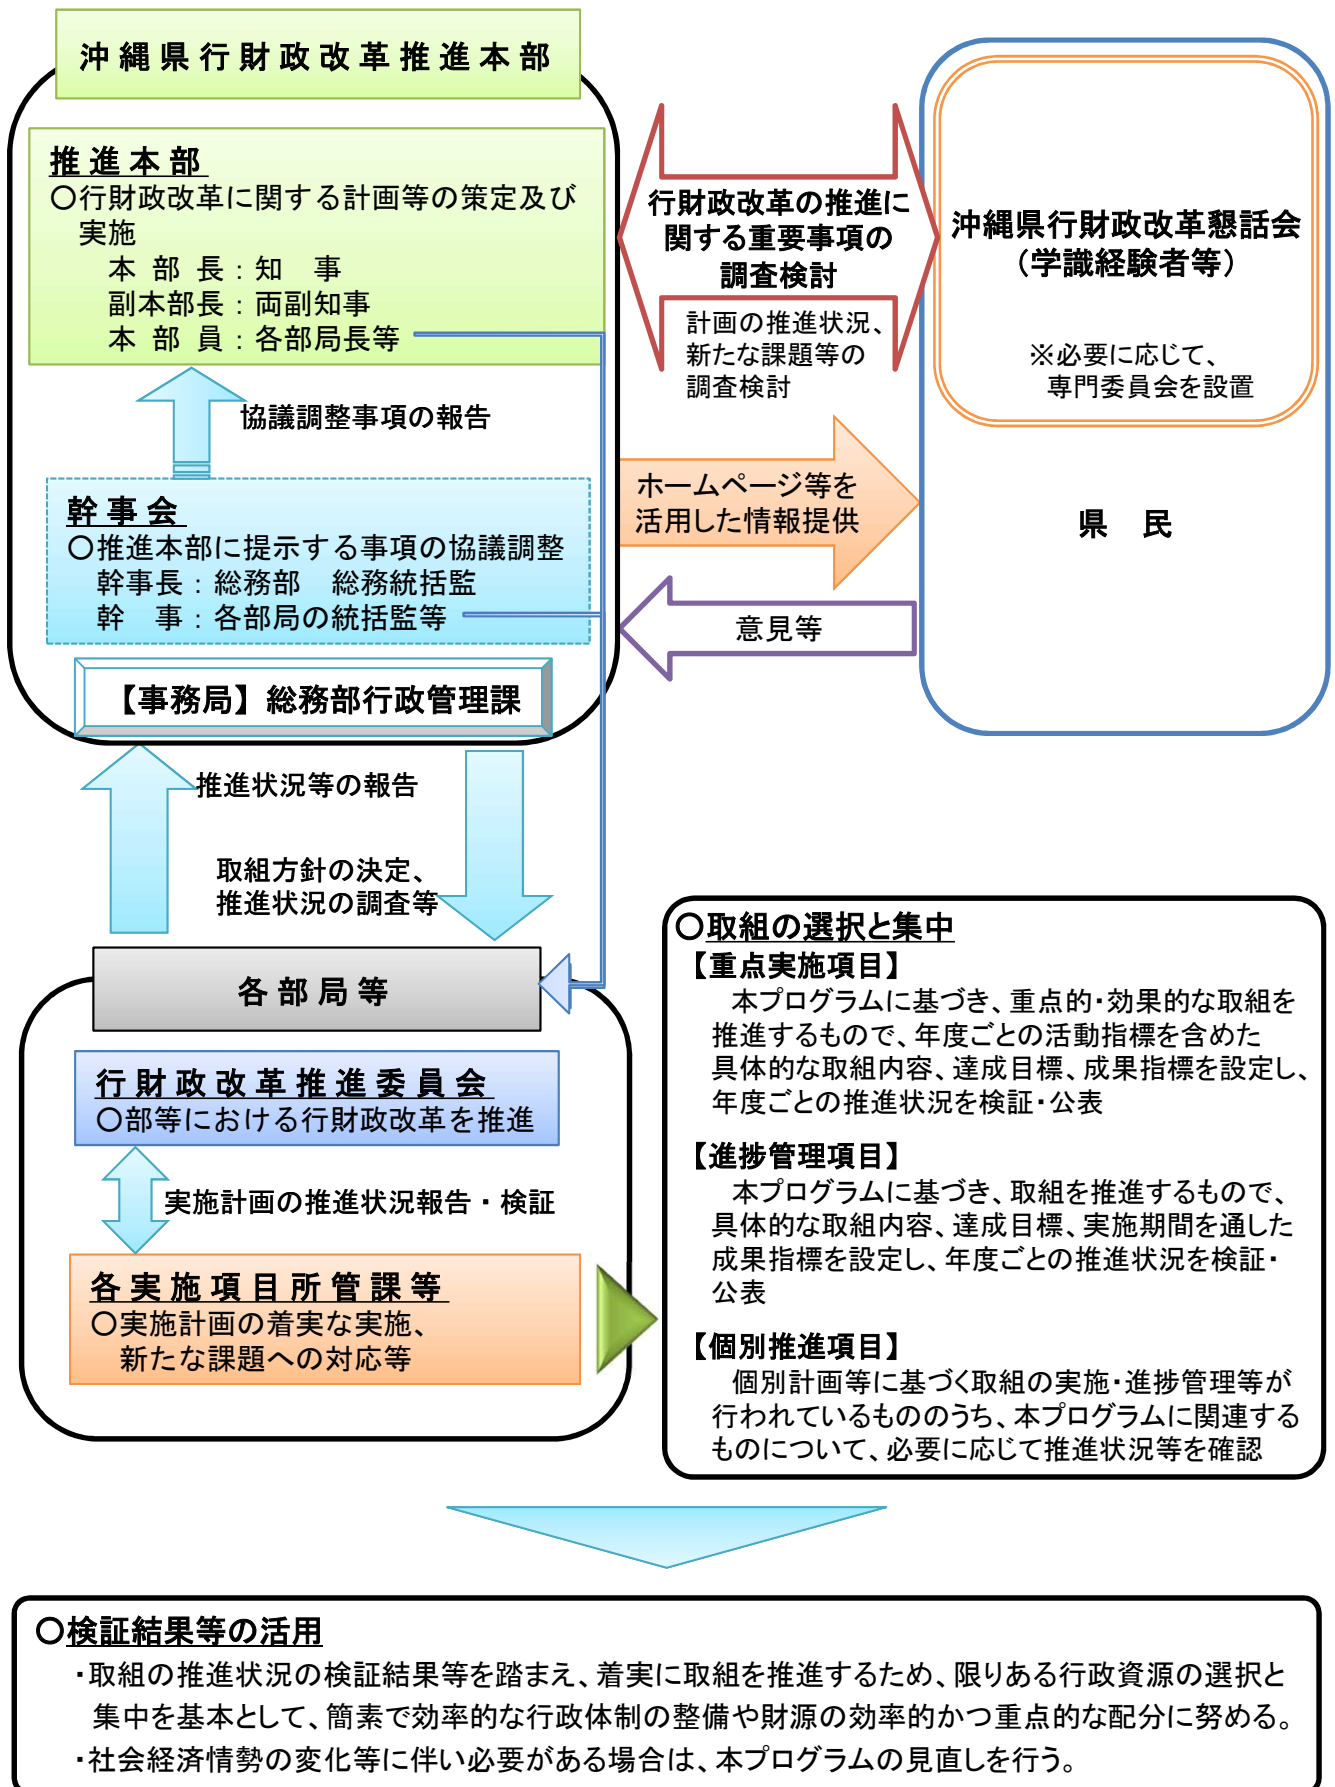 沖縄県行財政改革推進本部
推進本部
○行財政改革に関する計画等の策定及び
実施
本 部 長：知　事
副本部長：両副知事
本 部 員：各部局長等
協議調整事項の報告
幹事会
○推進本部に提示する事項の協議調整
幹事長：総務部　総務統括監
幹　事：各部局の統括監等
【事務局】総務部行政管理課
行財政改革の推進に
関する重要事項の
調査検討
計画の推進状況、
新たな課題等の
調査検討
沖縄県行財政改革懇話会
（学識経験者等）
※必要に応じて、
専門委員会を設置
ホームページ等を
活用した情報提供
県　民
意見等
推進状況等の報告
取組方針の決定、
推進状況の調査等
各部局等
行財政改革推進委員会
○部等における行財政改革を推進
実施計画の推進状況報告・検証
各実施項目所管課等
○実施計画の着実な実施、
新たな課題への対応等
○取組の選択と集中
【重点実施項目】
本プログラムに基づき、重点的・効果的な取組を
推進するもので、年度ごとの活動指標を含めた
具体的な取組内容、達成目標、成果指標を設定し、
年度ごとの推進状況を検証・公表
【進捗管理項目】
本プログラムに基づき、取組を推進するもので、
具体的な取組内容、達成目標、実施期間を通した
成果指標を設定し、年度ごとの推進状況を検証・
公表
【個別推進項目】
個別計画等に基づく取組の実施・進捗管理等が
行われているもののうち、本プログラムに関連する
ものについて、必要に応じて推進状況等を確認
○検証結果等の活用
・取組の推進状況の検証結果等を踏まえ、着実に取組を推進するため、限りある行政資源の選択と
集中を基本として、簡素で効率的な行政体制の整備や財源の効率的かつ重点的な配分に努める。
・社会経済情勢の変化等に伴い必要がある場合は、本プログラムの見直しを行う。